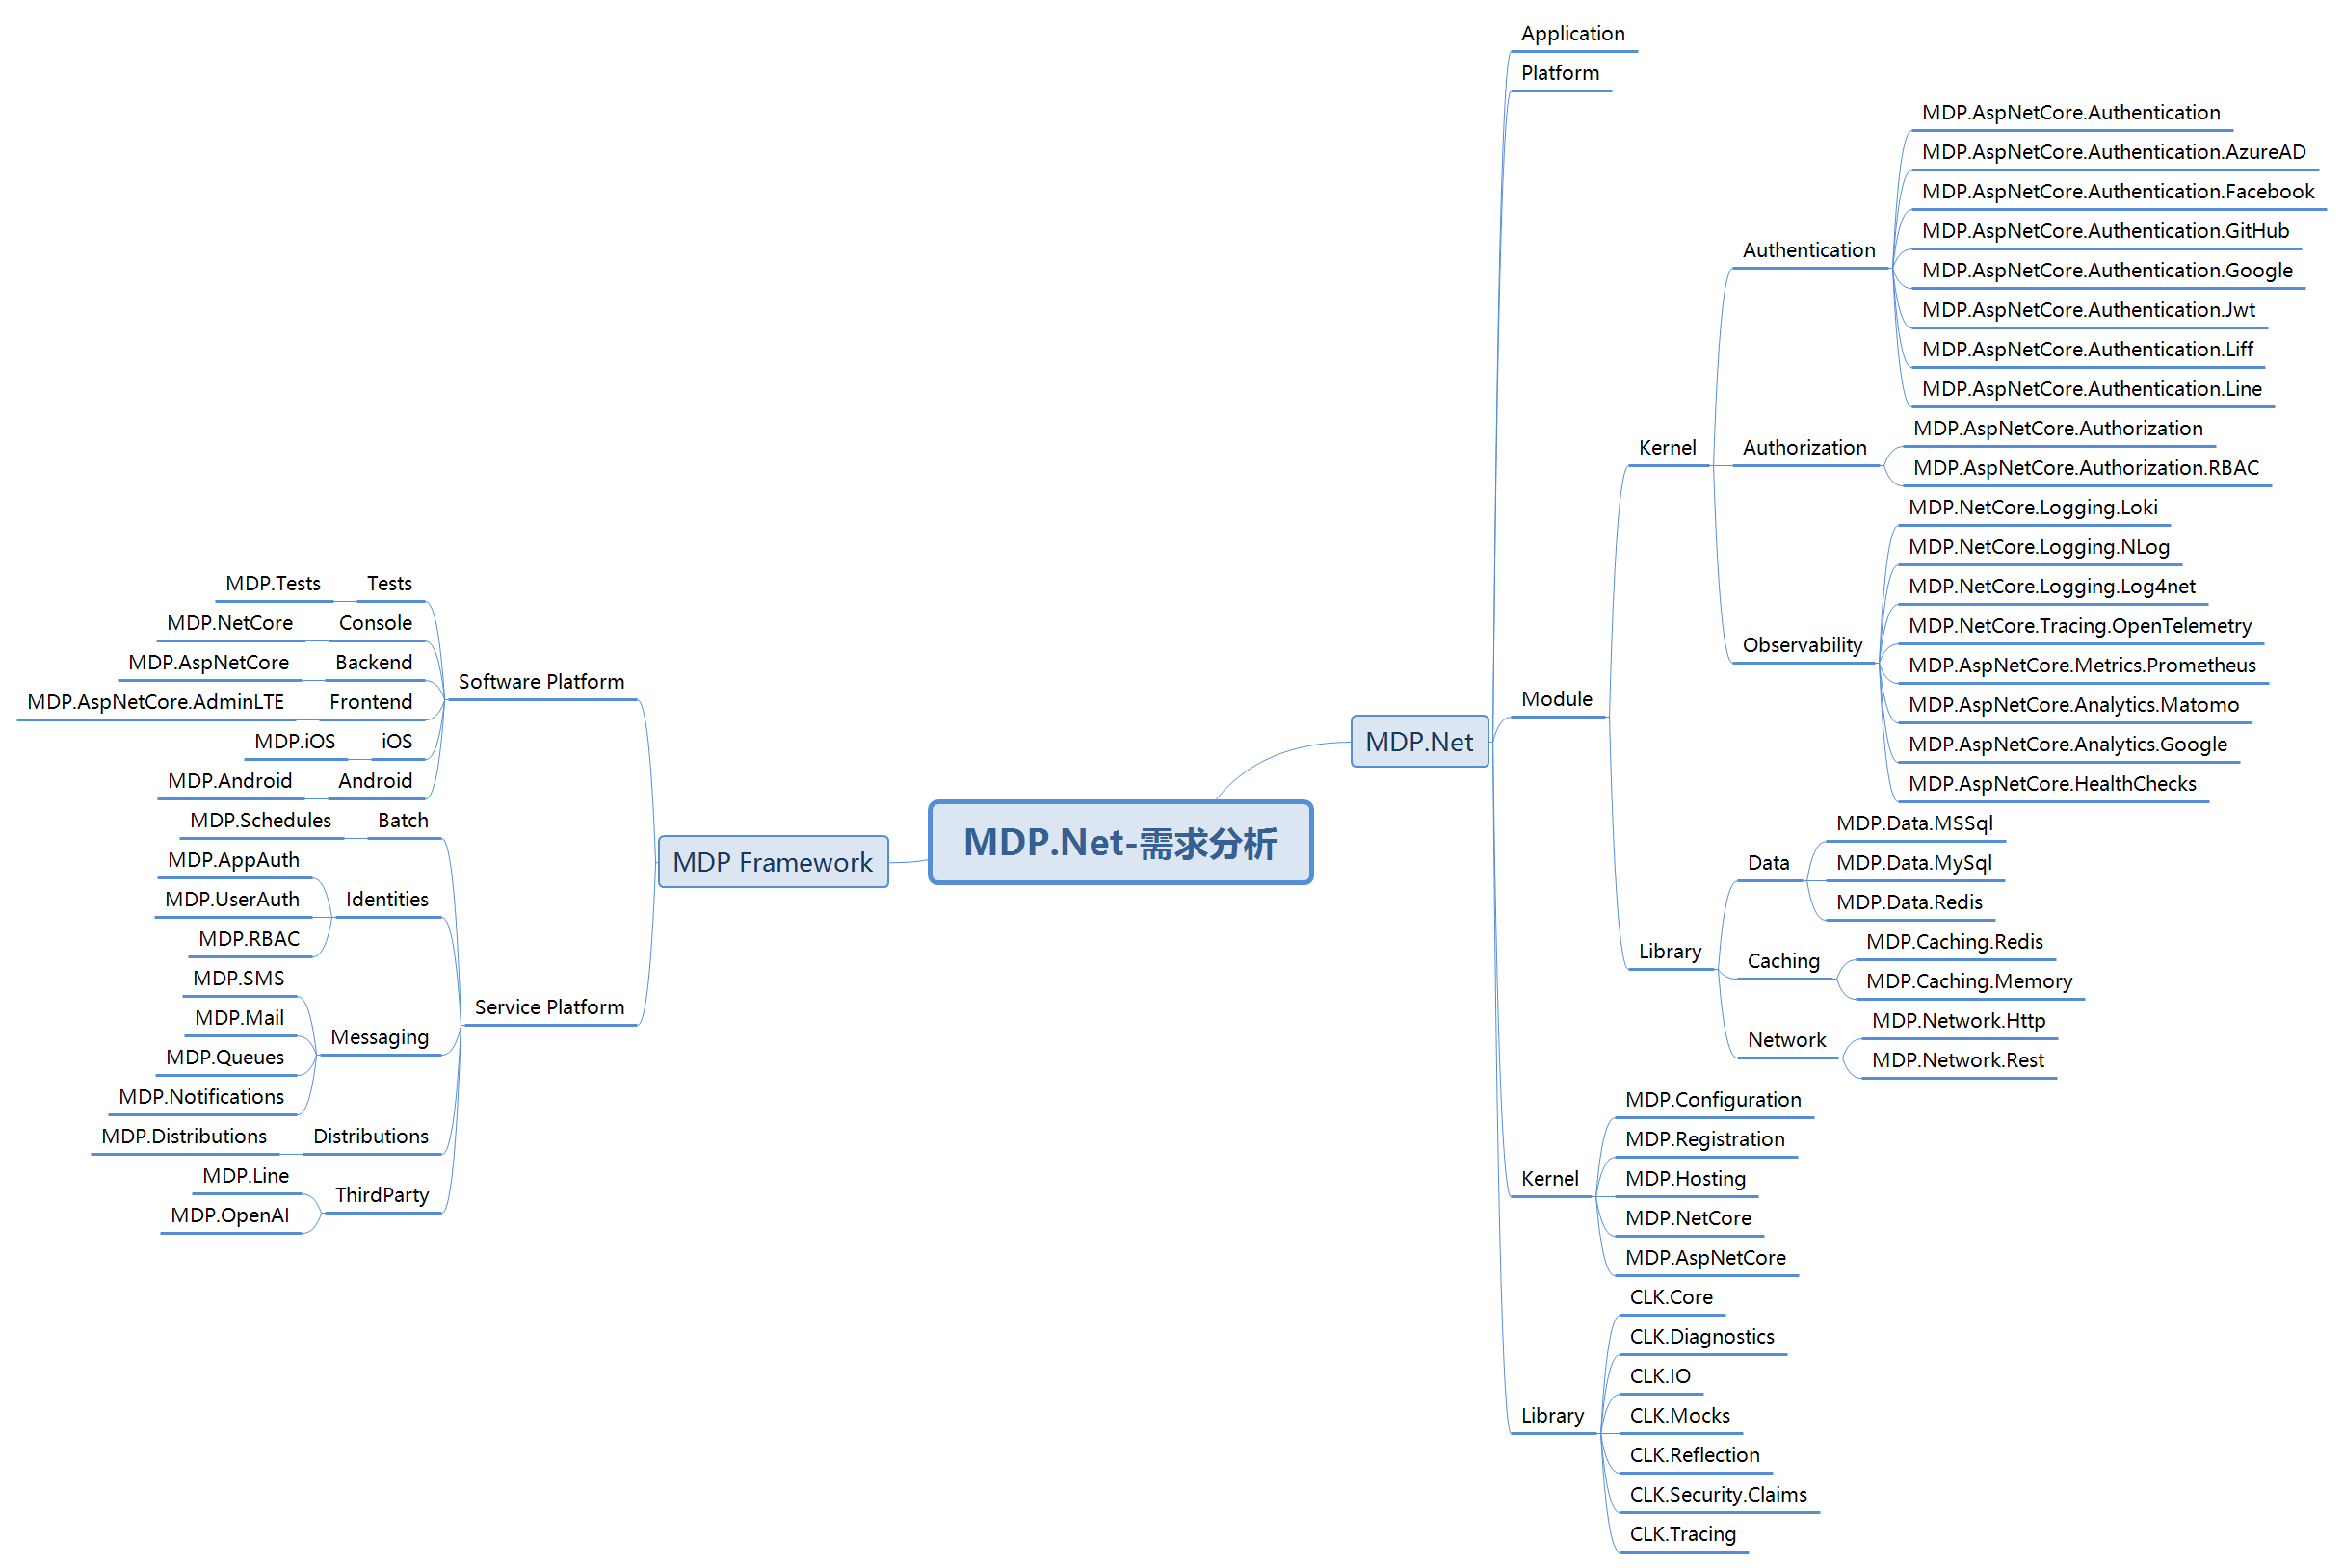 MDP.Net-需求分析
MDP.Net
Application
Platform
Module
Kernel
Authentication
MDP.AspNetCore.Authentication
MDP.AspNetCore.Authentication.AzureAD
MDP.AspNetCore.Authentication.Facebook
MDP.AspNetCore.Authentication.GitHub
MDP.AspNetCore.Authentication.Google
MDP.AspNetCore.Authentication.Jwt
MDP.AspNetCore.Authentication.Liff
MDP.AspNetCore.Authentication.Line
Authorization
MDP.AspNetCore.Authorization
MDP.AspNetCore.Authorization.RBAC
Observability
MDP.NetCore.Logging.Loki
MDP.NetCore.Logging.NLog
MDP.NetCore.Logging.Log4net
MDP.NetCore.Tracing.OpenTelemetry
MDP.AspNetCore.Metrics.Prometheus
MDP.AspNetCore.Analytics.Matomo
MDP.AspNetCore.Analytics.Google
MDP.AspNetCore.HealthChecks
Library
Data
MDP.Data.MSSql
MDP.Data.MySql
MDP.Data.Redis
Caching
MDP.Caching.Redis
MDP.Caching.Memory
Network
MDP.Network.Http
MDP.Network.Rest
Kernel
MDP.Configuration
MDP.Registration
MDP.Hosting
MDP.NetCore
MDP.AspNetCore
Library
CLK.Core
CLK.Diagnostics
CLK.IO
CLK.Mocks
CLK.Reflection
CLK.Security.Claims
CLK.Tracing
MDP Framework
Software Platform
Tests
MDP.Tests
Console
MDP.NetCore
Backend
MDP.AspNetCore
Frontend
MDP.AspNetCore.AdminLTE
iOS
MDP.iOS
Android
MDP.Android
Service Platform
Batch
MDP.Schedules
Identities
MDP.AppAuth
MDP.UserAuth
MDP.RBAC
Messaging
MDP.SMS
MDP.Mail
MDP.Queues
MDP.Notifications
Distributions
MDP.Distributions
ThirdParty
MDP.Line
MDP.OpenAI